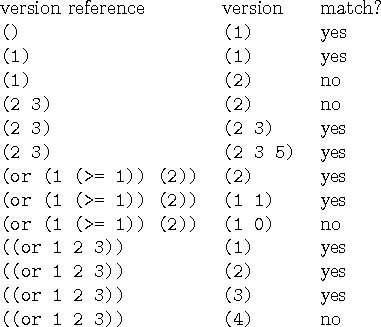 version reference version match?
() (1) yes
(1) (1) yes
(1) (2) no
(2 3) (2) no
(2 3) (2 3) yes
(2 3) (2 3 5) yes
(or (1 (>= 1)) (2)) (2) yes
(or (1 (>= 1)) (2)) (1 1) yes
(or (1 (>= 1)) (2)) (1 0) no
((or 1 2 3)) (1) yes
((or 1 2 3)) (2) yes
((or 1 2 3)) (3) yes
((or 1 2 3)) (4) no